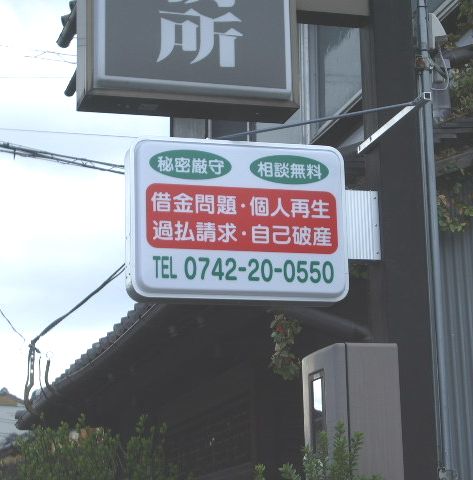 所
秘密厳守 相談無料
借金問題・個人再生
過払請求・自己破産
TEL 0742-20-0550